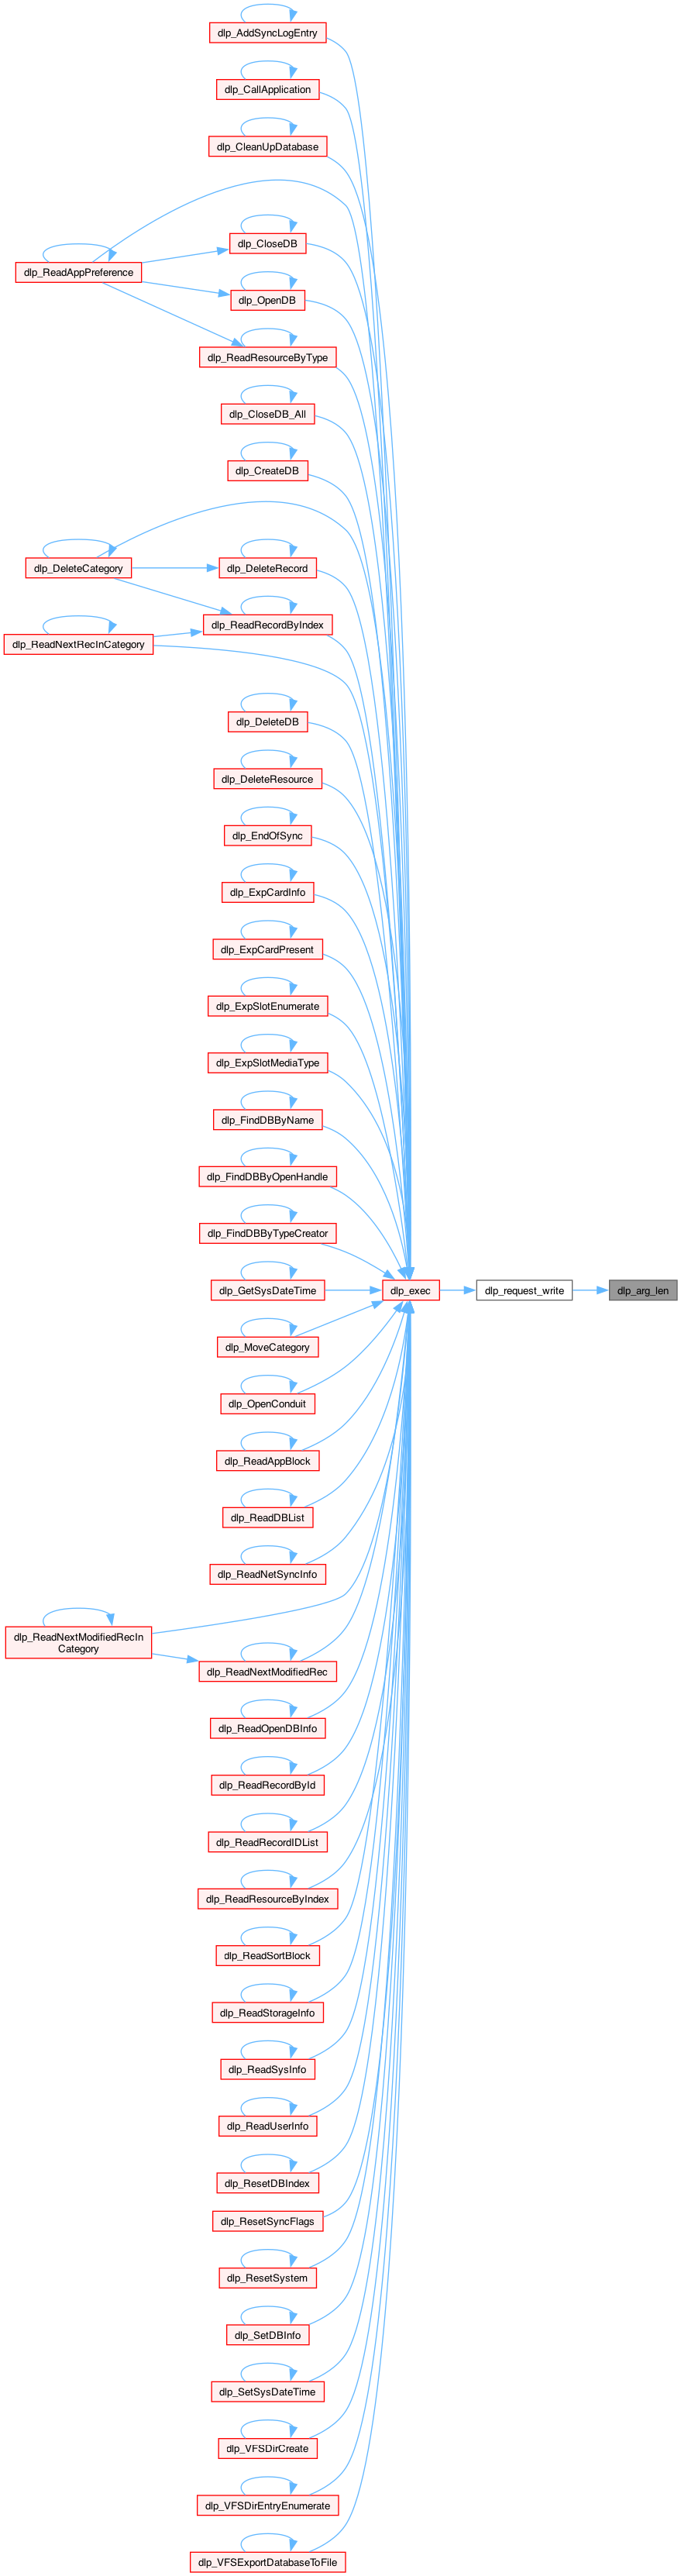 dlp_AddSyncLogEntry
dlp_CallApplication
dlp_CleanUpDatabase
dlp_CloseDB
dlp_ReadAppPreference
dlp_OpenDB
dlp_ReadResourceByType
dlp_CloseDB_All
dlp_CreateDB
dlp_DeleteCategory
dlp_DeleteRecord
dlp_ReadRecordByIndex
dlp_ReadNextRecInCategory
dlp_DeleteDB
dlp_DeleteResource
dlp_EndOfSync
dlp_ExpCardInfo
dlp_ExpCardPresent
dlp_ExpSlotEnumerate
dlp_ExpSlotMediaType
dlp_FindDBByName
dlp_FindDBByOpenHandle
dlp_FindDBByTypeCreator
dlp_GetSysDateTime
dlp_exec
dlp_request_write
dlp_arg_len
dlp_MoveCategory
dlp_OpenConduit
dlp_ReadAppBlock
dlp_ReadDBList
dlp_ReadNetSyncInfo
dlp_ReadNextModifiedRecIn
Category
dlp_ReadNextModifiedRec
dlp_ReadOpenDBInfo
dlp_ReadRecordById
dlp_ReadRecordIDList
dlp_ReadResourceByIndex
dlp_ReadSortBlock
dlp_ReadStorageInfo
dlp_ReadSysInfo
dlp_ReadUserInfo
dlp_ResetDBIndex
dlp_ResetSyncFlags
dlp_ResetSystem
dlp_SetDBInfo
dlp_SetSysDateTime
dlp_VFSDirCreate
dlp_VFSDirEntryEnumerate
dlp_VFSExportDatabaseToFile